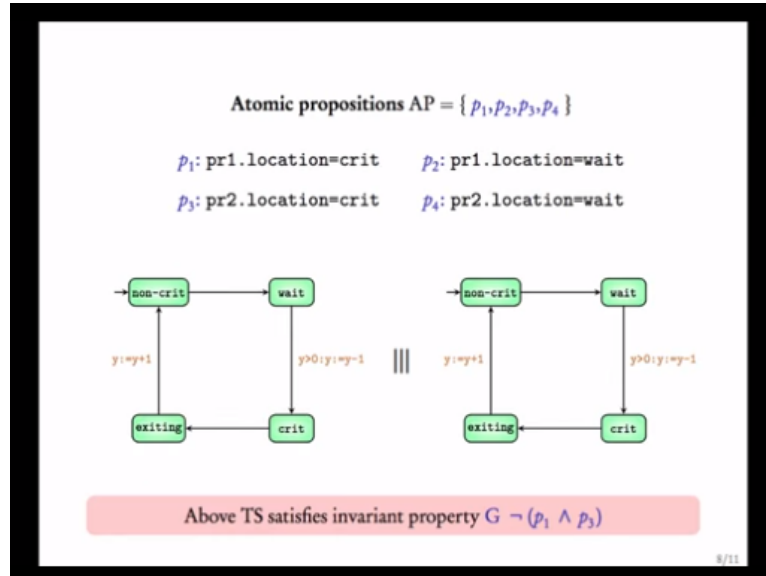 Atomic propositions AP = { p₁,p₂,p₃,p₄ }
p₁: pr1.location=crit p₂: pr1.location=wait
p₃: pr2.location=crit p₄: pr2.location=wait
non-crit wait non-crit wait
y:=y+1 y>0:y:=y-1 ||| y:=y+1 y>0:y:=y-1
exiting crit exiting crit
Above TS satisfies invariant property G ¬ (p₁ ∧ p₃)
8/11